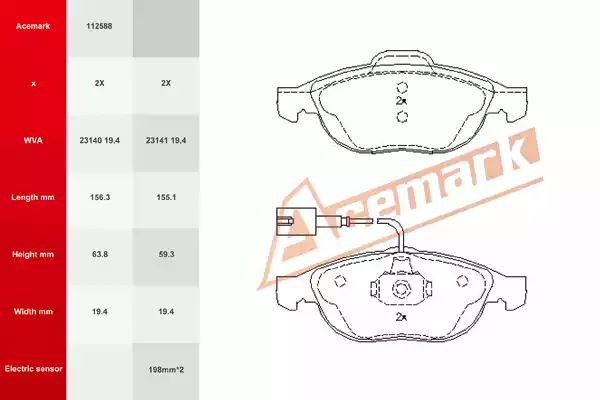 Acemark 112588
x 2X 2X
WVA 23140 19,4 23141 19,4
Length mm 156.3 155.1
Height mm 63.8 59.3
Width mm 19.4 19.4
Electric sensor 198mm*2
2x
Acemark
2x